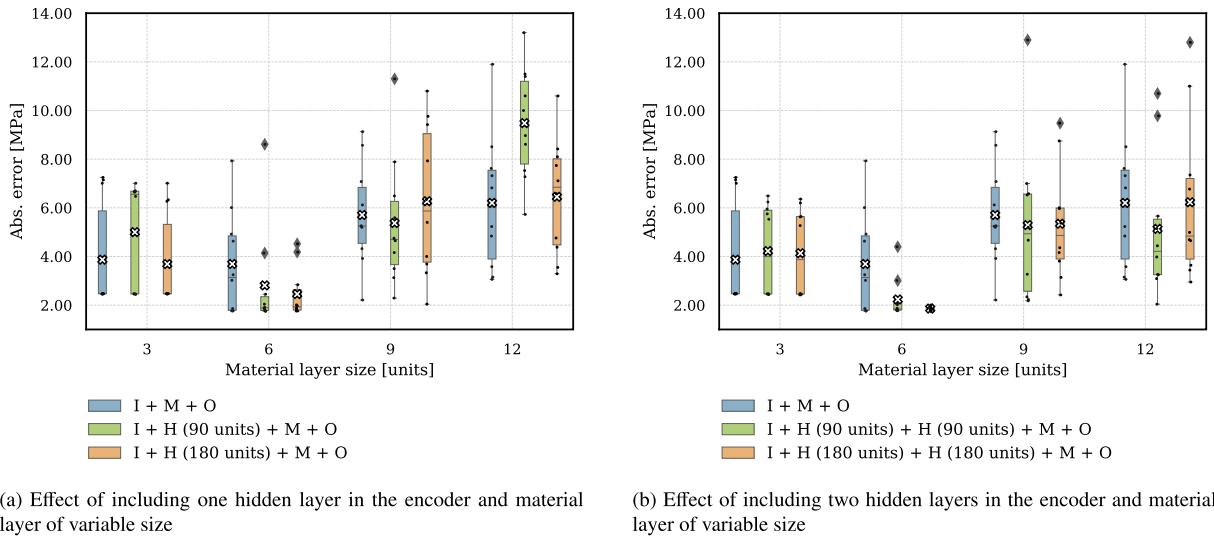 14.00
12.00
10.00
8.00
6.00
4.00
2.00
Abs. error [MPa]
3
6
9
12
Material layer size [units]
I + M + O
I + H (90 units) + M + O
I + H (180 units) + M + O
(a) Effect of including one hidden layer in the encoder and material
layer of variable size
14.00
12.00
10.00
8.00
6.00
4.00
2.00
Abs. error [MPa]
3
6
9
12
Material layer size [units]
I + M + O
I + H (90 units) + H (90 units) + M + O
I + H (180 units) + H (180 units) + M + O
(b) Effect of including two hidden layers in the encoder and material
layer of variable size